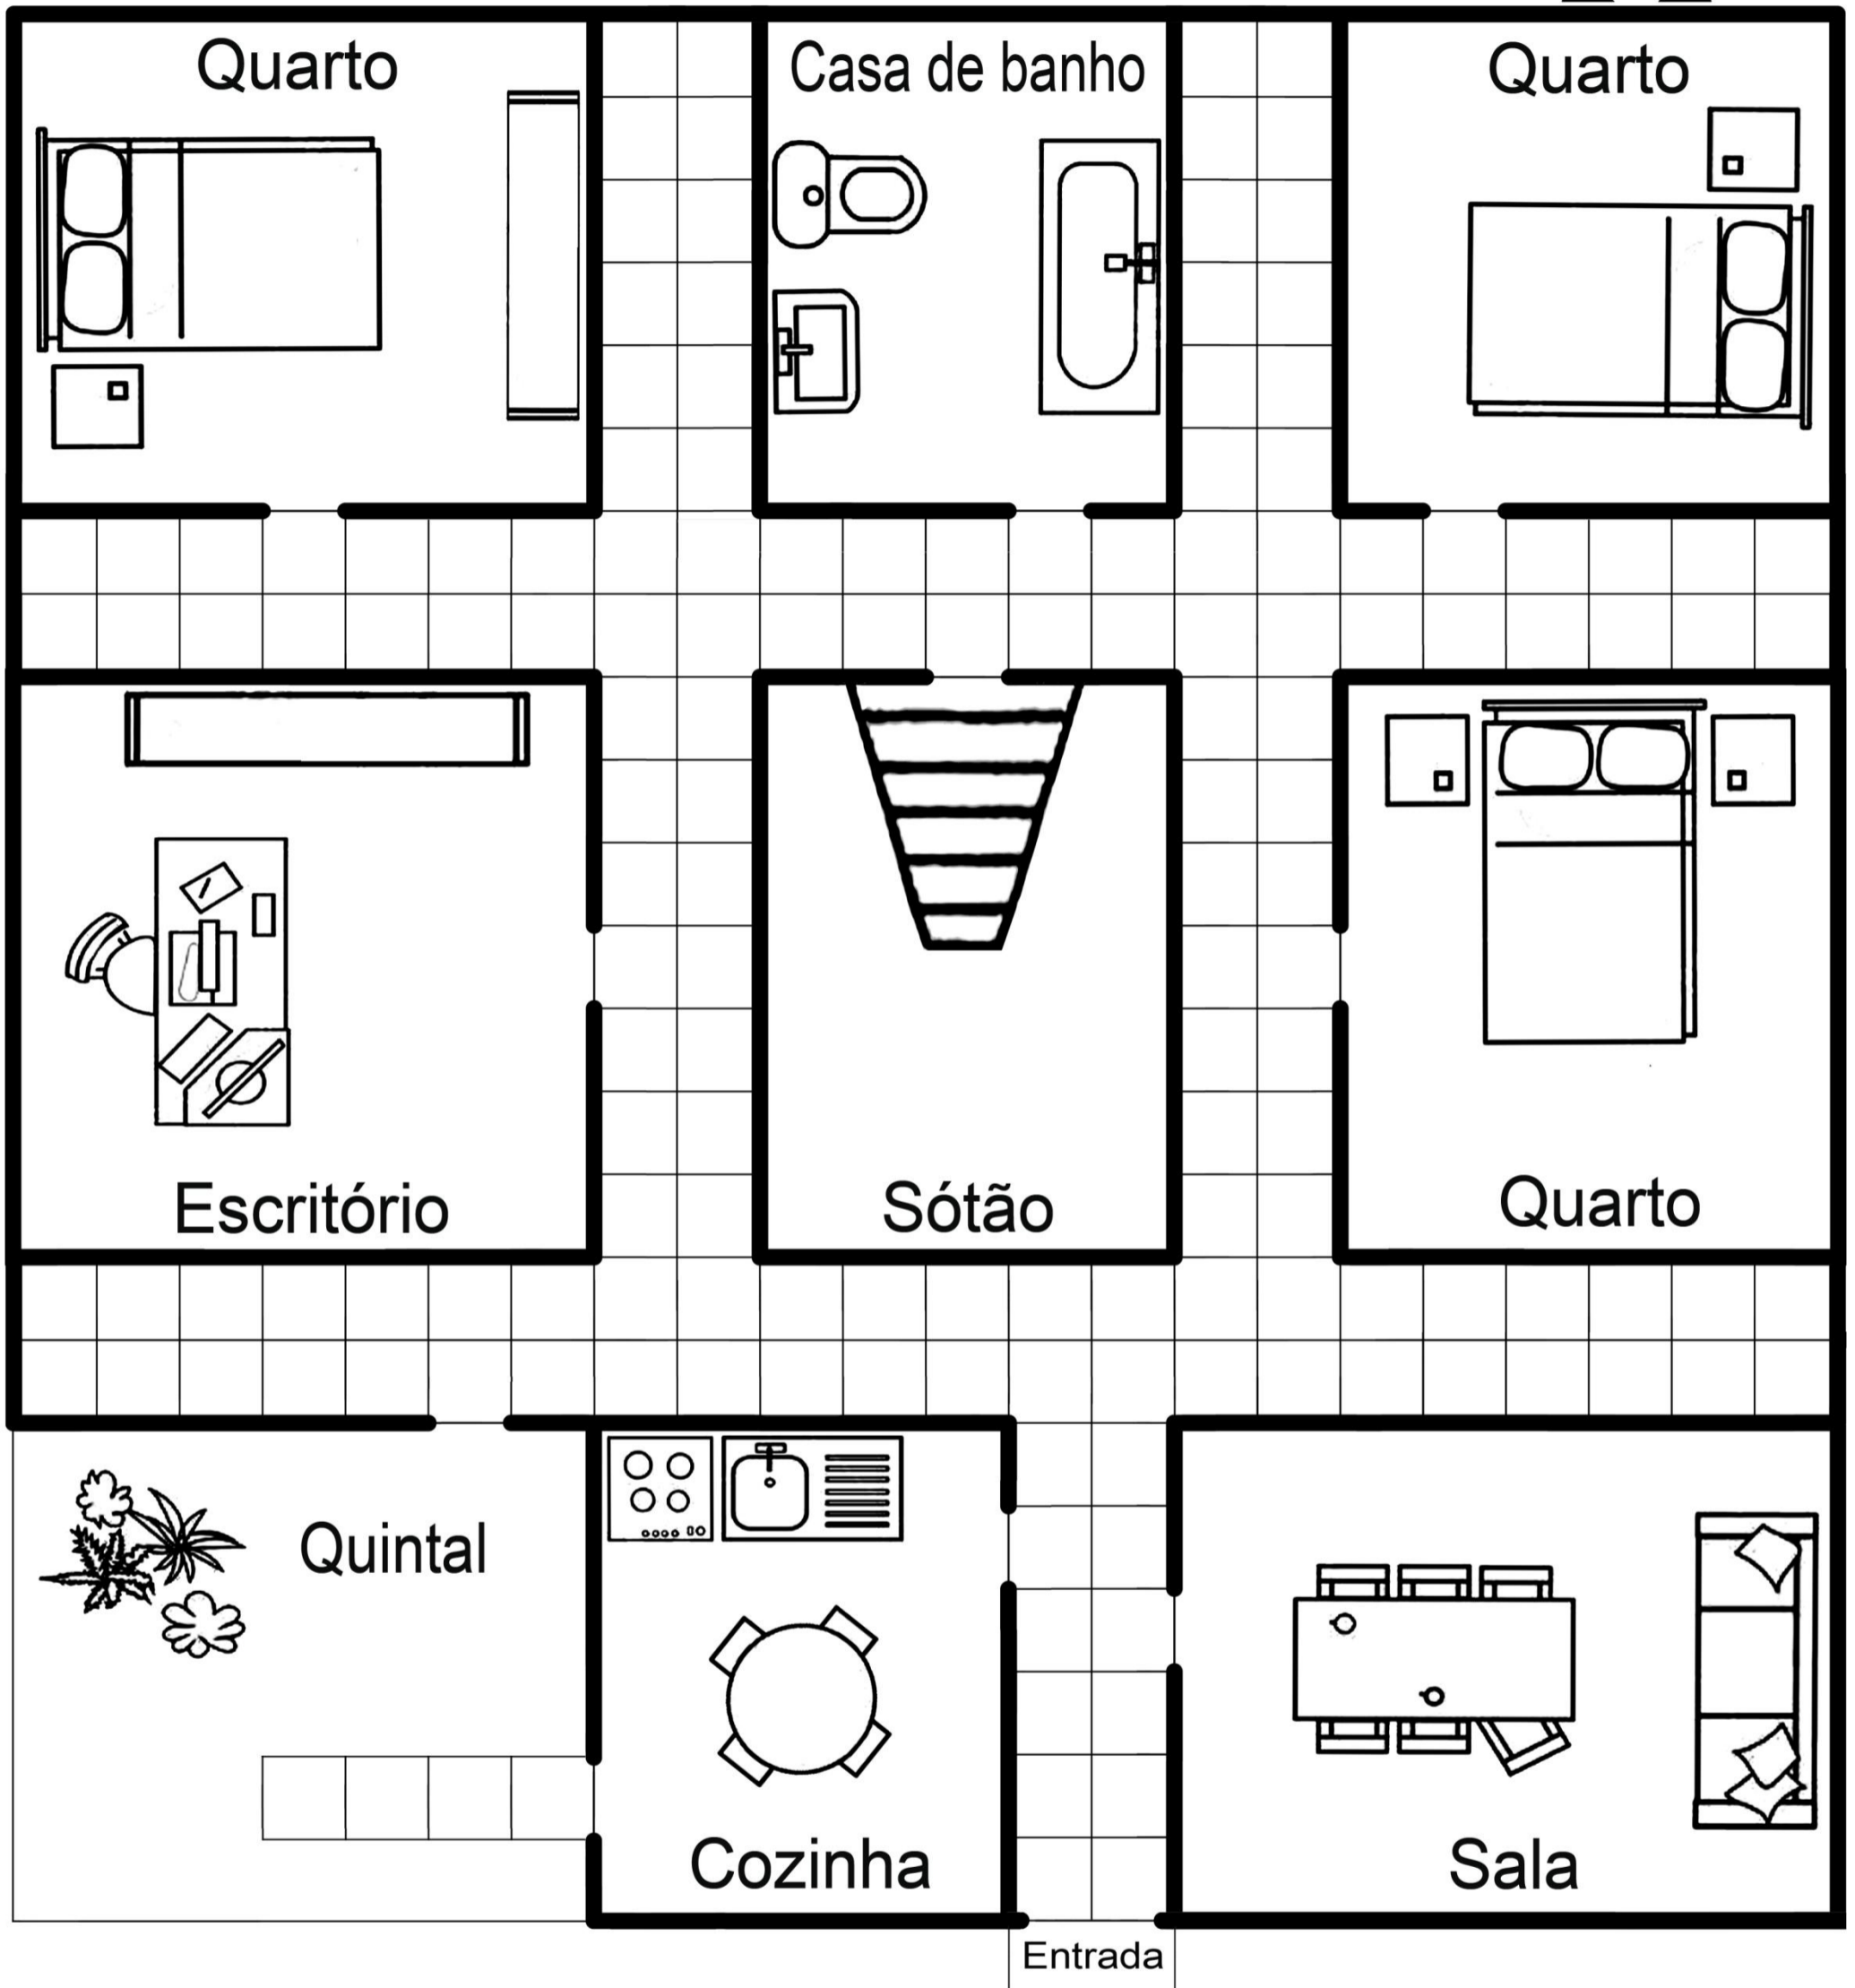 Quarto
Casa de banho
Quarto
Escritório
Sótão
Quarto
Quintal
Cozinha
Sala
Entrada